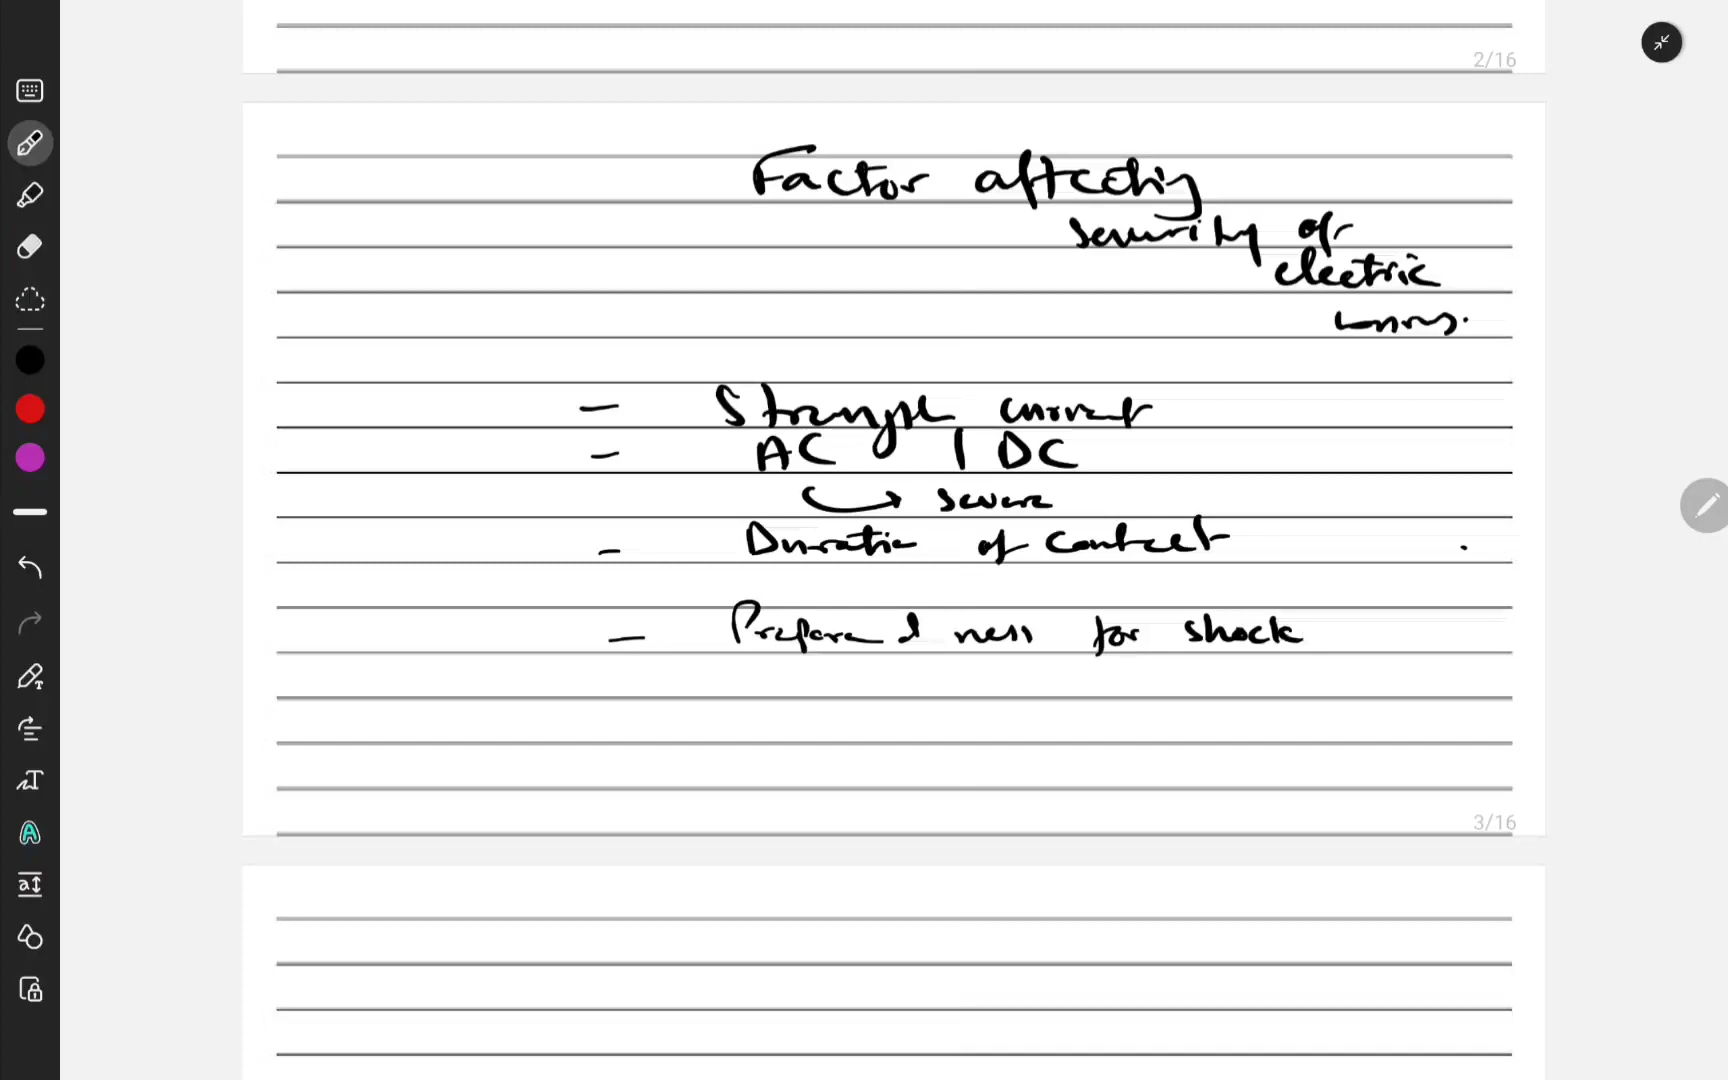 2/16
Factor affecting
severity of
electric
Strength current
- AC / DC
severe
- Duration of contact
- Preparedness for shock
3/16